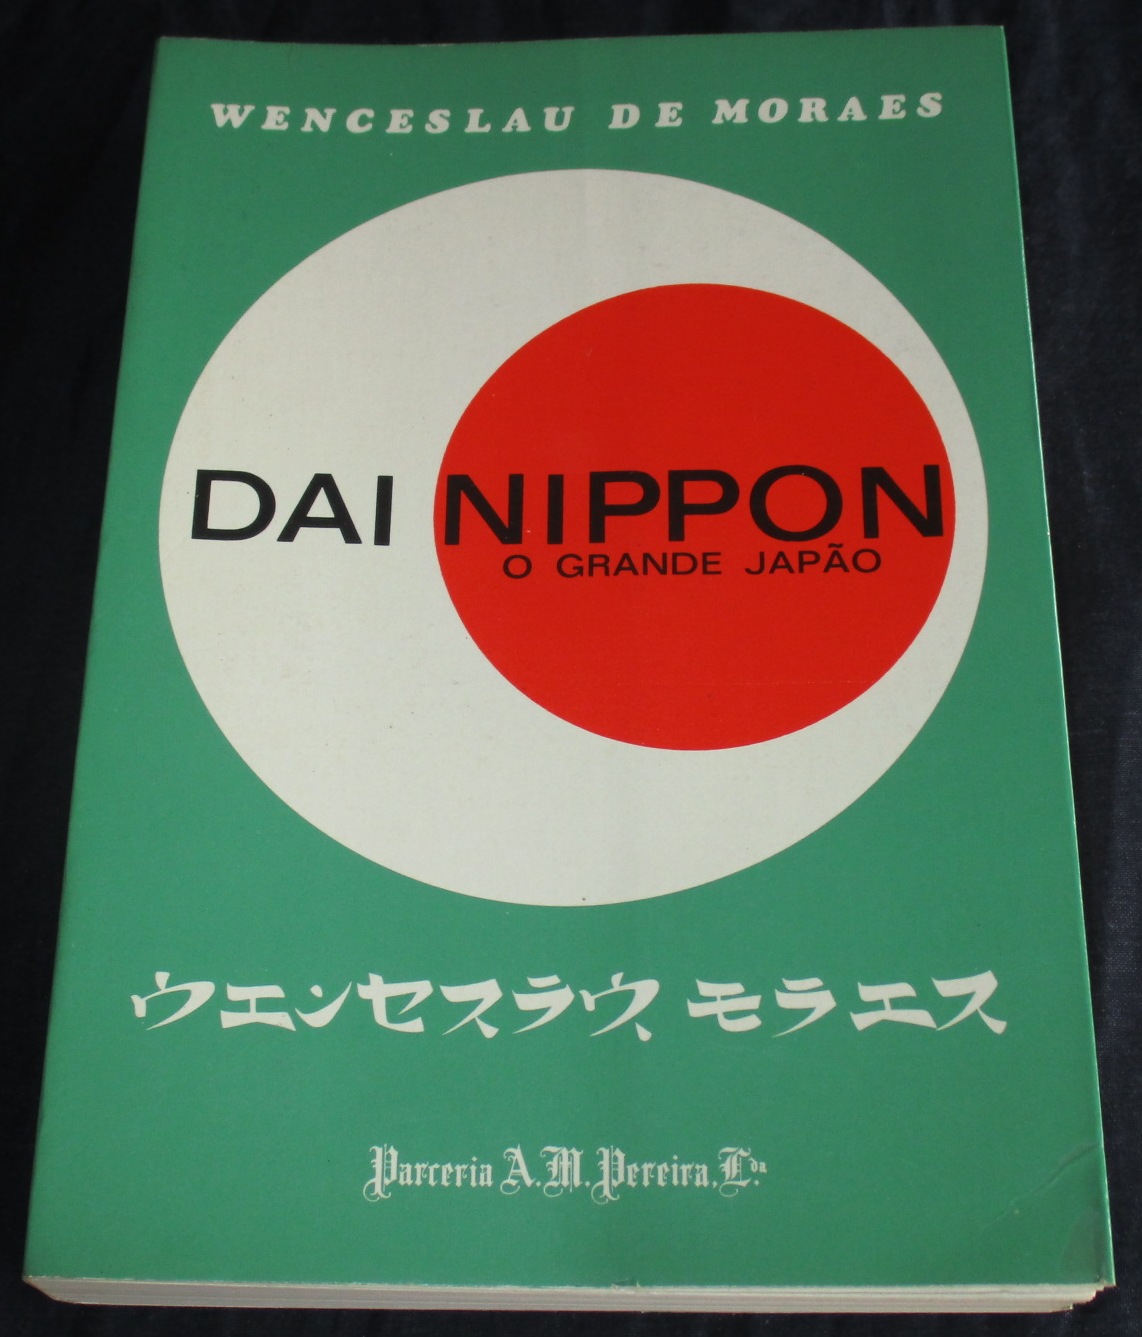 WENCESLAU DE MORAES
DAI NIPPON
O GRANDE JAPÃO
ウエンセスラウ、モラエス
Parceria A. M. Pereira, L.da